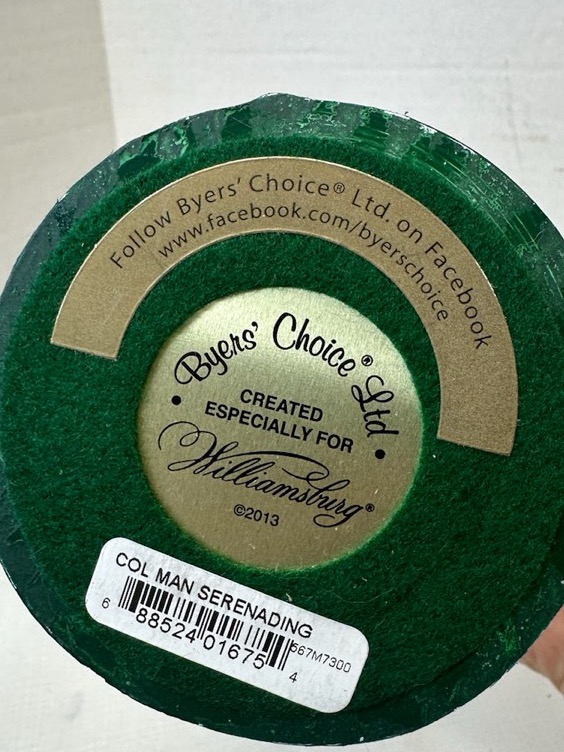 Follow Byers' Choice® Ltd. on Facebook
www.facebook.com/byerschoice
Byers' Choice® Ltd
CREATED
ESPECIALLY FOR
Williamsburg®
©2013
COL MAN SERENADING
6 88524 01675 4
567M7300